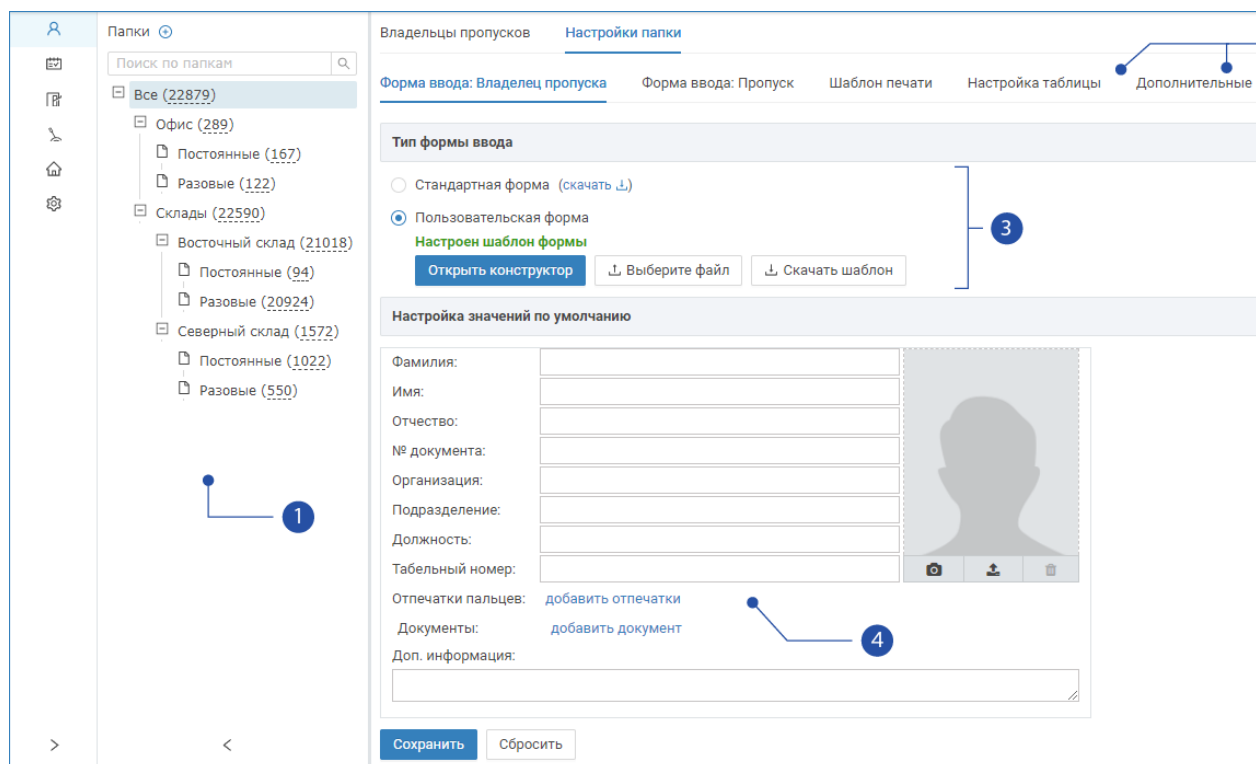 Папки
Поиск по папкам
Все (22879)
Офис (289)
Постоянные (167)
Разовые (122)
Склады (22590)
Восточный склад (21018)
Постоянные (94)
Разовые (20924)
Северный склад (1572)
Постоянные (1022)
Разовые (550)
1
Владельцы пропусков Настройки папки
Форма ввода: Владелец пропуска Форма ввода: Пропуск Шаблон печати Настройка таблицы Дополнительные
Тип формы ввода
Стандартная форма (скачать)
Пользовательская форма
Настроен шаблон формы
Открыть конструктор Выберите файл Скачать шаблон
3
Настройка значений по умолчанию
Фамилия:
Имя:
Отчество:
№ документа:
Организация:
Подразделение:
Должность:
Табельный номер:
Отпечатки пальцев: добавить отпечатки
Документы: добавить документ
4
Доп. информация:
Сохранить Сбросить